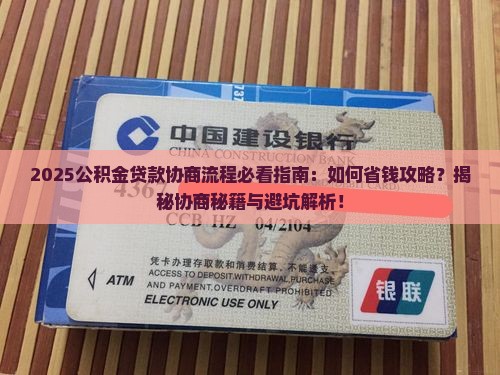 737
中国建设银行
CHINA CONSTRUCTION BANK
2025公积金贷款协商流程必看指南：如何省钱攻略？揭
秘协商秘籍与避坑解析！
4367
CCB HZ 04/2104
凭卡办理存取款和消费结算，不能透支
ACCESS TO DEPOSIT,WITHDRAWAL,PURCHASE
AND PAYMENT.OVERDRAFT PROHIBITED.
ATM
ELECTRONIC USE ONLY
银联